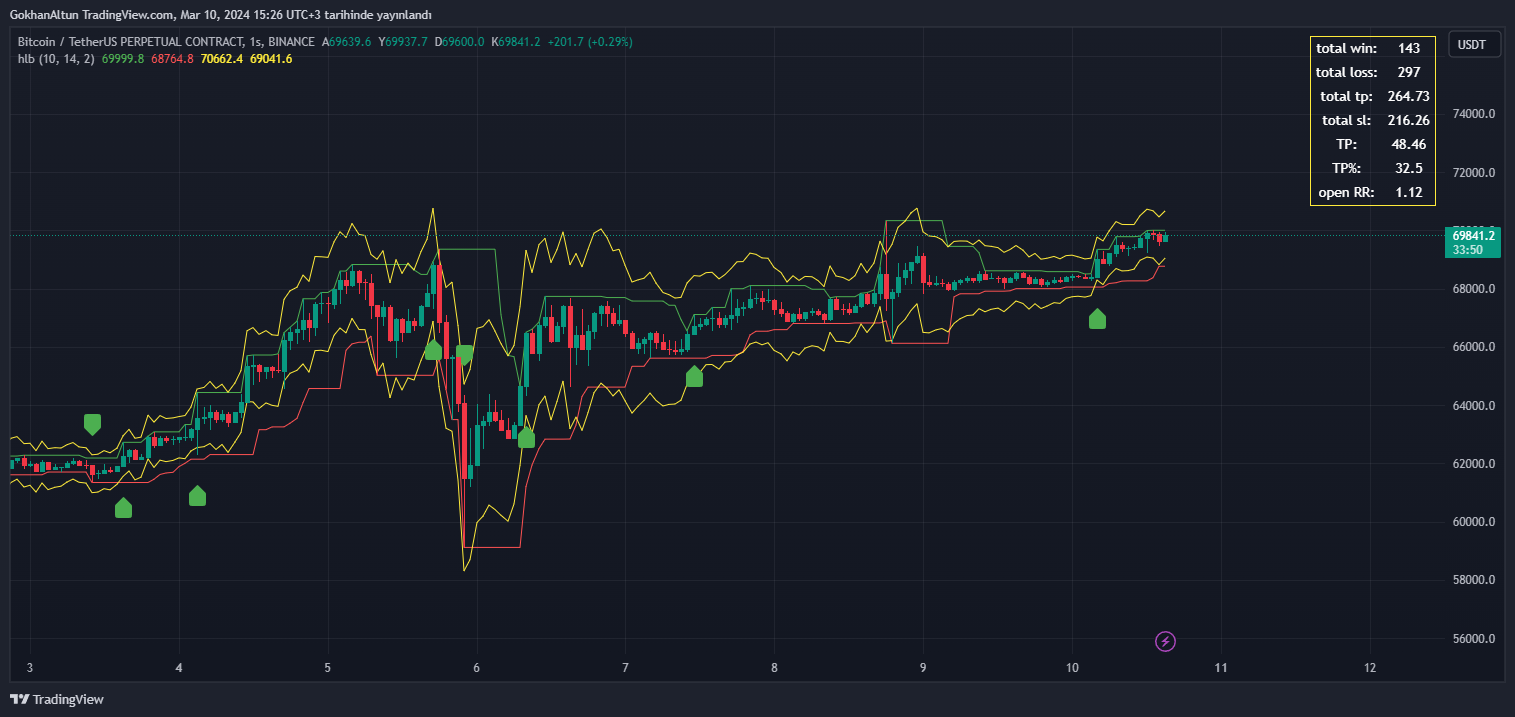 GokhanAltun TradingView.com, Mar 10, 2024 15:26 UTC+3 tarihinde yayınlandı
Bitcoin / TetherUS PERPETUAL CONTRACT, 1s, BINANCE A69639.6 Y69937.7 D69600.0 K69841.2 +201.7 (+0.29%)
hlb (10, 14, 2) 69999.8 68764.8 70662.4 69041.6
total win: 143
total loss: 297
total tp: 264.73
total sl: 216.26
TP: 48.46
TP%: 32.5
open RR: 1.12
USDT
74000.0
72000.0
69841.2
33:50
68000.0
66000.0
64000.0
62000.0
60000.0
58000.0
56000.0
3 4 5 6 7 8 9 10 11 12
TradingView